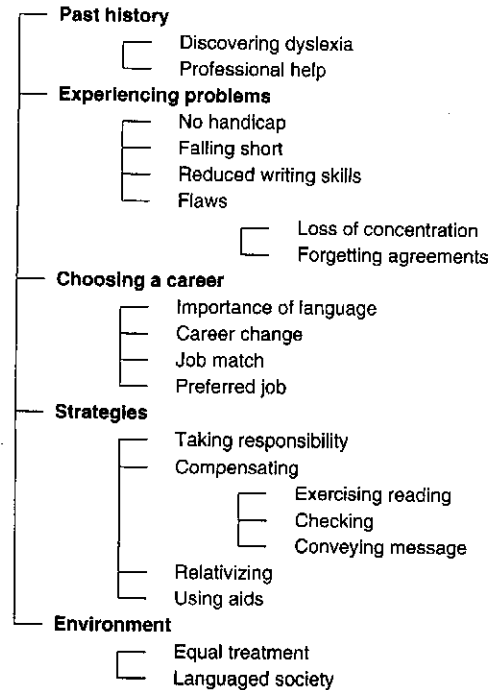 Past history
Discovering dyslexia
Professional help
Experiencing problems
No handicap
Falling short
Reduced writing skills
Flaws
Loss of concentration
Forgetting agreements
Choosing a career
Importance of language
Career change
Job match
Preferred job
Strategies
Taking responsibility
Compensating
Exercising reading
Checking
Conveying message
Relativizing
Using aids
Environment
Equal treatment
Languaged society